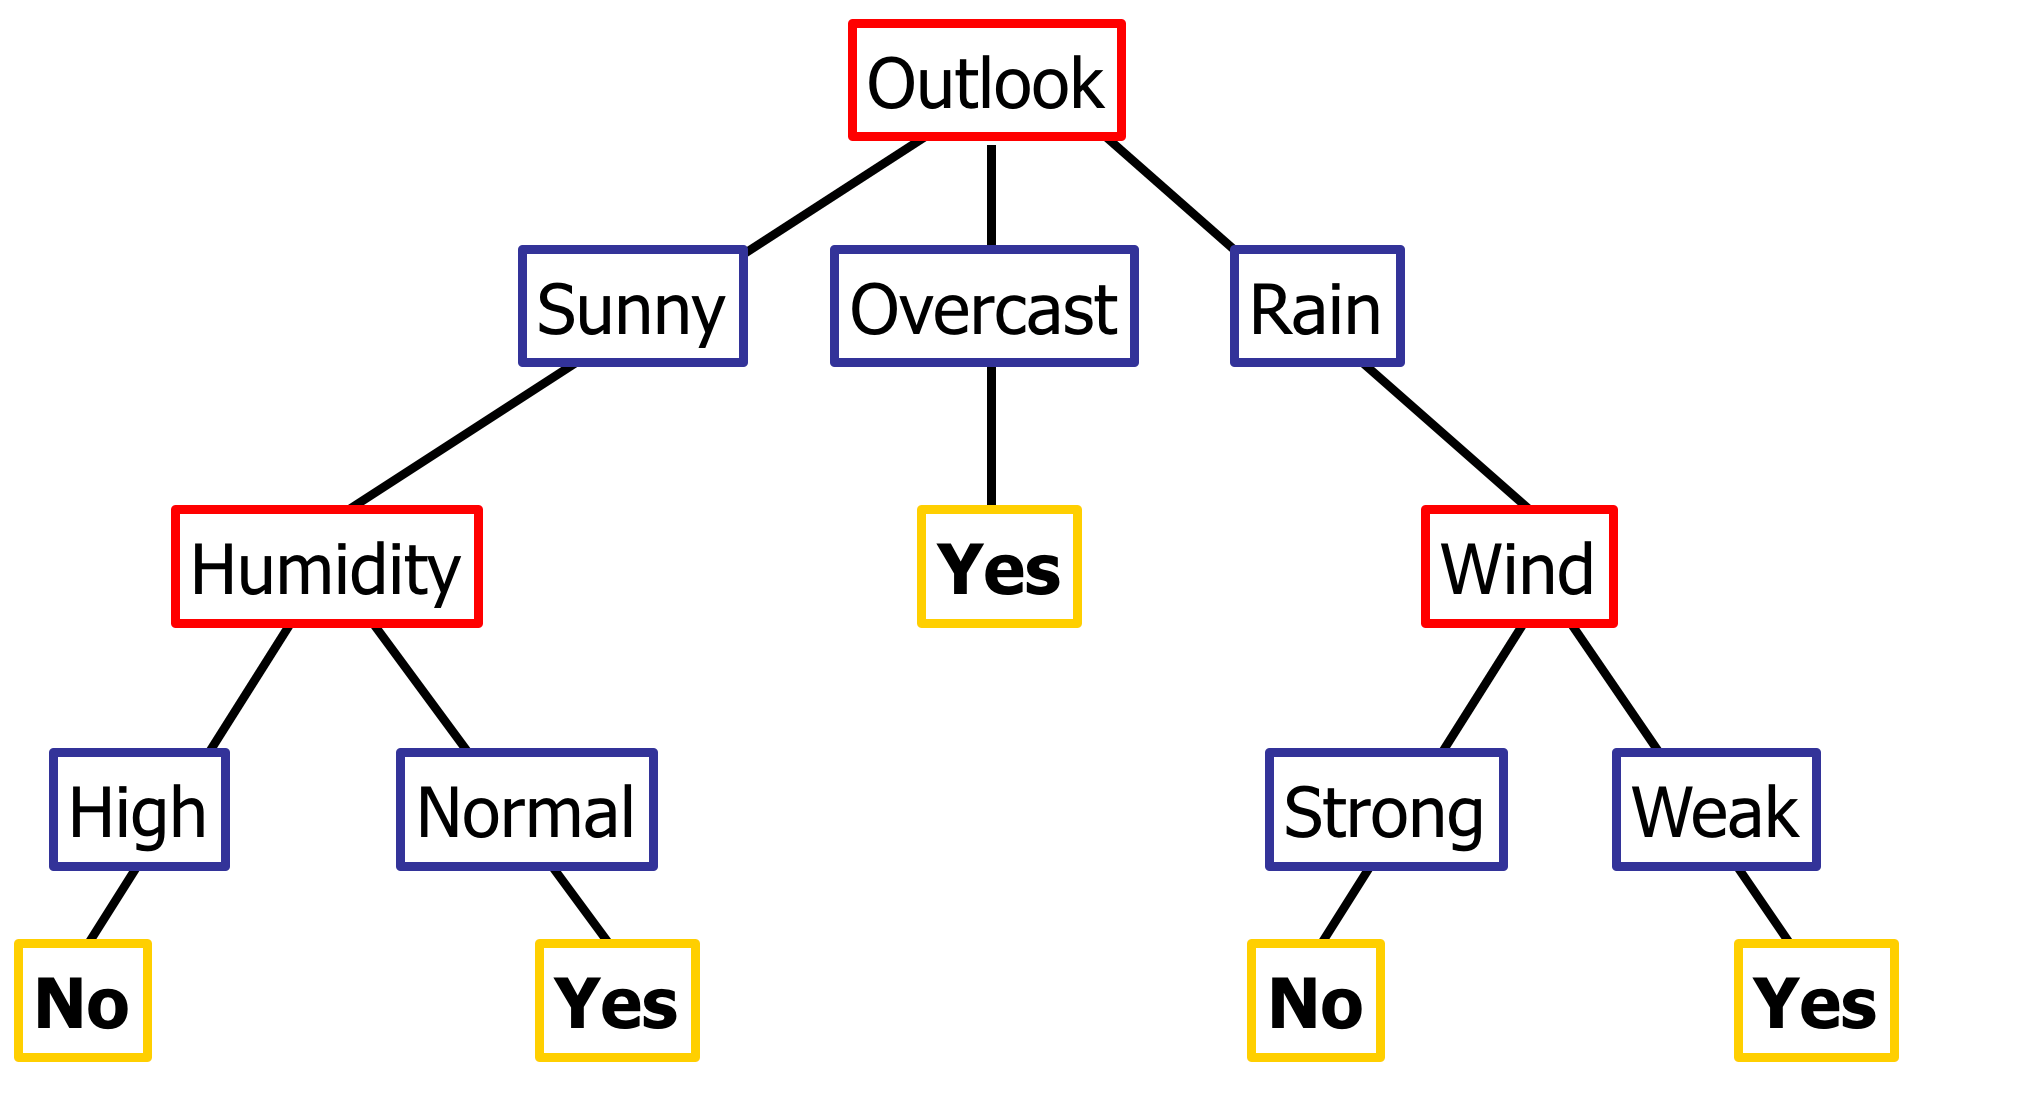 Outlook
Sunny
Overcast
Rain
Humidity
Yes
Wind
High
Normal
Strong
Weak
No
Yes
No
Yes